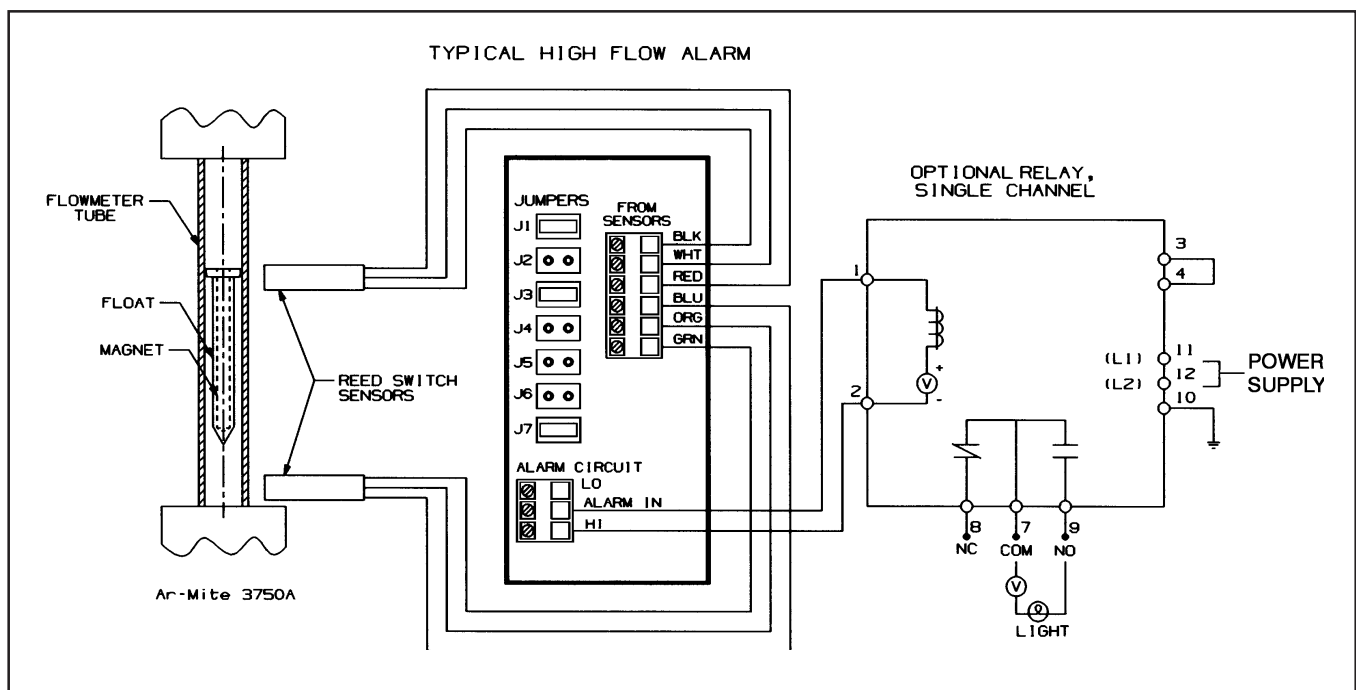 TYPICAL HIGH FLOW ALARM
FLOWMETER
TUBE
FLOAT
MAGNET
REED SWITCH
SENSORS
Ar-Mite 3750A
JUMPERS
J1
J2
J3
J4
J5
J6
J7
FROM
SENSORS
BLK
WHT
RED
BLU
ORG
GRN
ALARM CIRCUIT
LO
ALARM IN
HI
OPTIONAL RELAY,
SINGLE CHANNEL
1
2
V
+
-
3
4
(L1) 11
(L2) 12
10
POWER
SUPPLY
8 7 9
NC COM NO
V
LIGHT